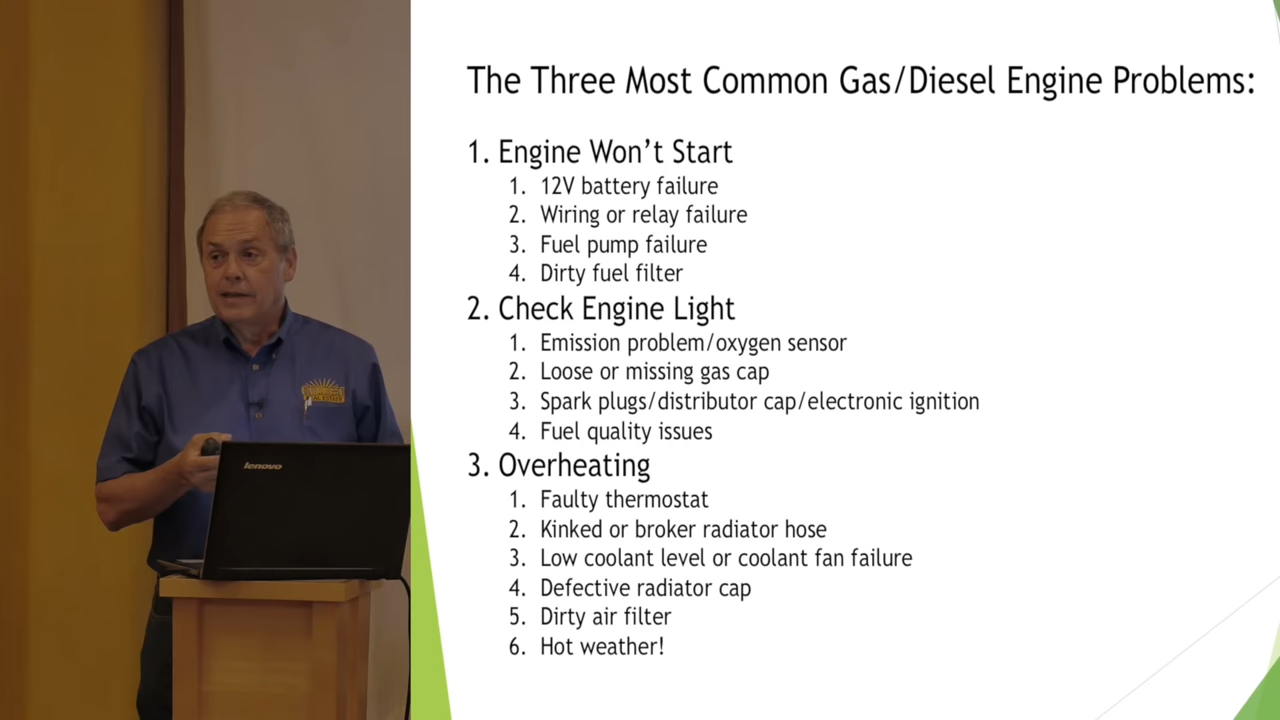 The Three Most Common Gas/Diesel Engine Problems:
1. Engine Won't Start
1. 12V battery failure
2. Wiring or relay failure
3. Fuel pump failure
4. Dirty fuel filter
2. Check Engine Light
1. Emission problem/oxygen sensor
2. Loose or missing gas cap
3. Spark plugs/distributor cap/electronic ignition
4. Fuel quality issues
3. Overheating
1. Faulty thermostat
2. Kinked or broker radiator hose
3. Low coolant level or coolant fan failure
4. Defective radiator cap
5. Dirty air filter
6. Hot weather!
lenovo